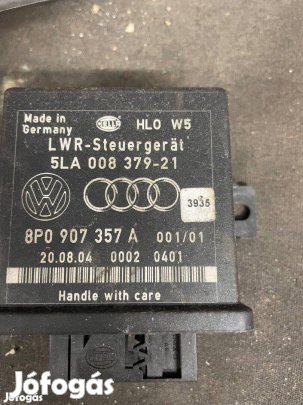 Made in
Germany
HELLA
HLO W5
LWR-Steuergerät
5LA 008 379-21
3935
8P0 907 357 A 001/01
20.08.04 0002 0401
Handle with care
Jófogás
Jófogás